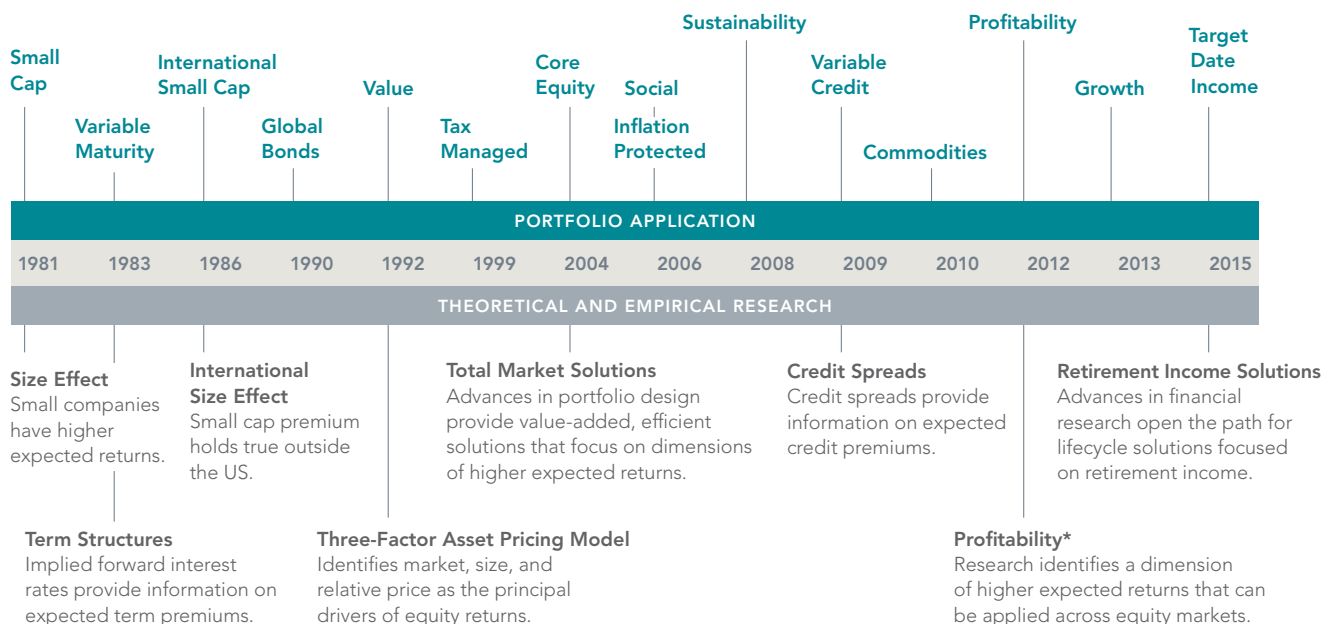 Small
Cap
Variable
Maturity
International
Small Cap
Global
Bonds
Value
Tax
Managed
Core
Equity
Social
Inflation
Protected
Sustainability
Variable
Credit
Commodities
Profitability
Growth
Target
Date
Income
PORTFOLIO APPLICATION
1981 1983 1986 1990 1992 1999 2004 2006 2008 2009 2010 2012 2013 2015
THEORETICAL AND EMPIRICAL RESEARCH
Size Effect
Small companies
have higher
expected returns.
International
Size Effect
Small cap premium
holds true outside
the US.
Total Market Solutions
Advances in portfolio design
provide value-added, efficient
solutions that focus on dimensions
of higher expected returns.
Credit Spreads
Credit spreads provide
information on expected
credit premiums.
Retirement Income Solutions
Advances in financial
research open the path for
lifecycle solutions focused
on retirement income.
Term Structures
Implied forward interest
rates provide information on
expected term premiums.
Three-Factor Asset Pricing Model
Identifies market, size, and
relative price as the principal
drivers of equity returns.
Profitability*
Research identifies a dimension
of higher expected returns that can
be applied across equity markets.